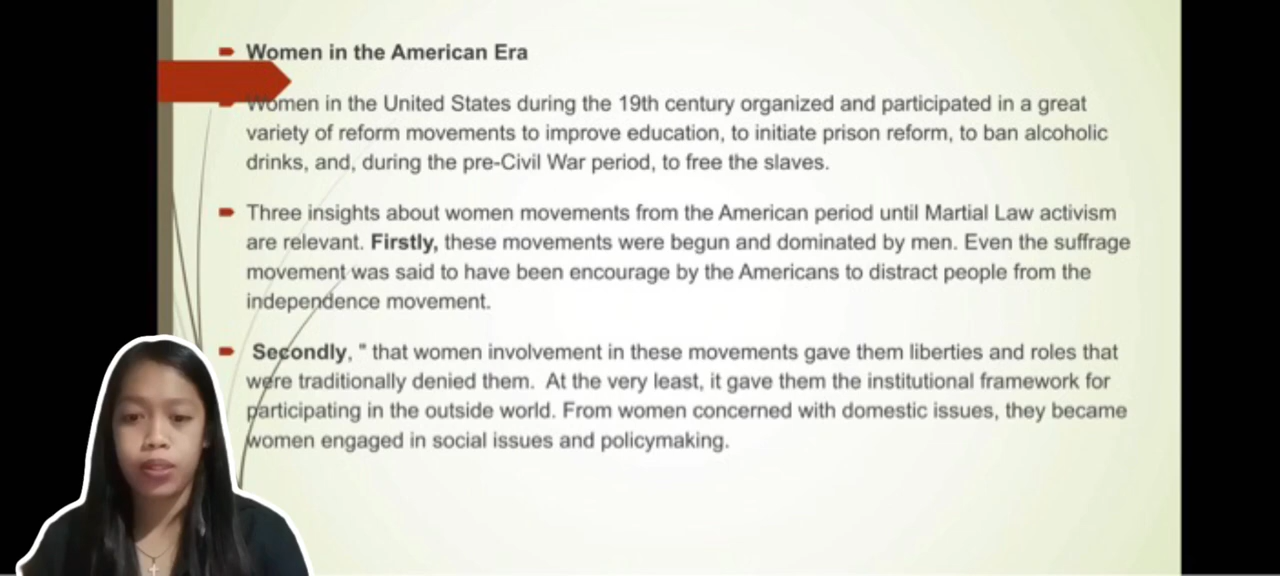 Women in the American Era
Women in the United States during the 19th century organized and participated in a great
variety of reform movements to improve education, to initiate prison reform, to ban alcoholic
drinks, and, during the pre-Civil War period, to free the slaves.
Three insights about women movements from the American period until Martial Law activism
are relevant. Firstly, these movements were begun and dominated by men. Even the suffrage
movement was said to have been encourage by the Americans to distract people from the
independence movement.
Secondly, " that women involvement in these movements gave them liberties and roles that
were traditionally denied them. At the very least, it gave them the institutional framework for
participating in the outside world. From women concerned with domestic issues, they became
women engaged in social issues and policymaking.